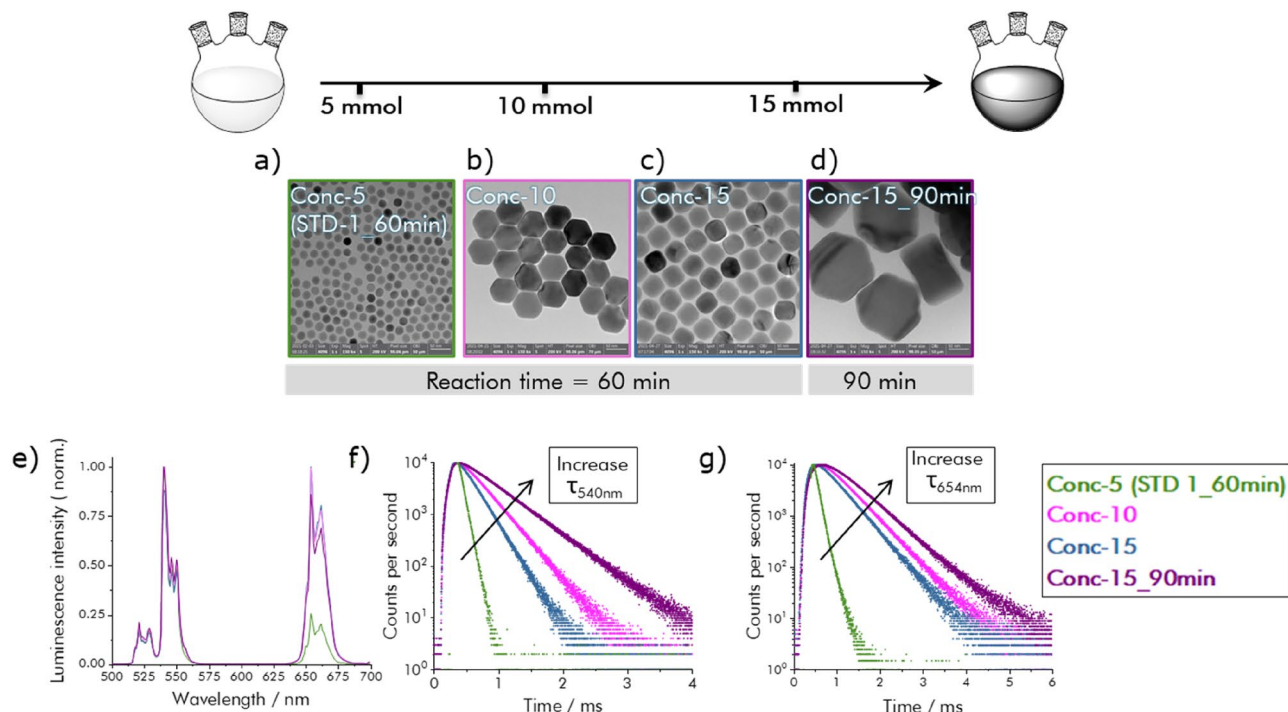 5 mmol
10 mmol
15 mmol
a)
b)
c)
d)
Conc-5
(STD-1_60min)
Conc-10
Conc-15
Conc-15_90min
Reaction time = 60 min
90 min
e)
Luminescence intensity ( norm.)
1.00
0.75
0.50
0.25
0.00
500 525 550 575 600 625 650 675 700
Wavelength / nm
f)
Counts per second
10⁴
10³
10²
10¹
10⁰
0 1 2 3 4
Time / ms
Increase
τ540nm
g)
Counts per second
10⁴
10³
10²
10¹
10⁰
0 1 2 3 4 5 6
Time / ms
Increase
τ654nm
Conc-5 (STD 1_60min)
Conc-10
Conc-15
Conc-15_90min